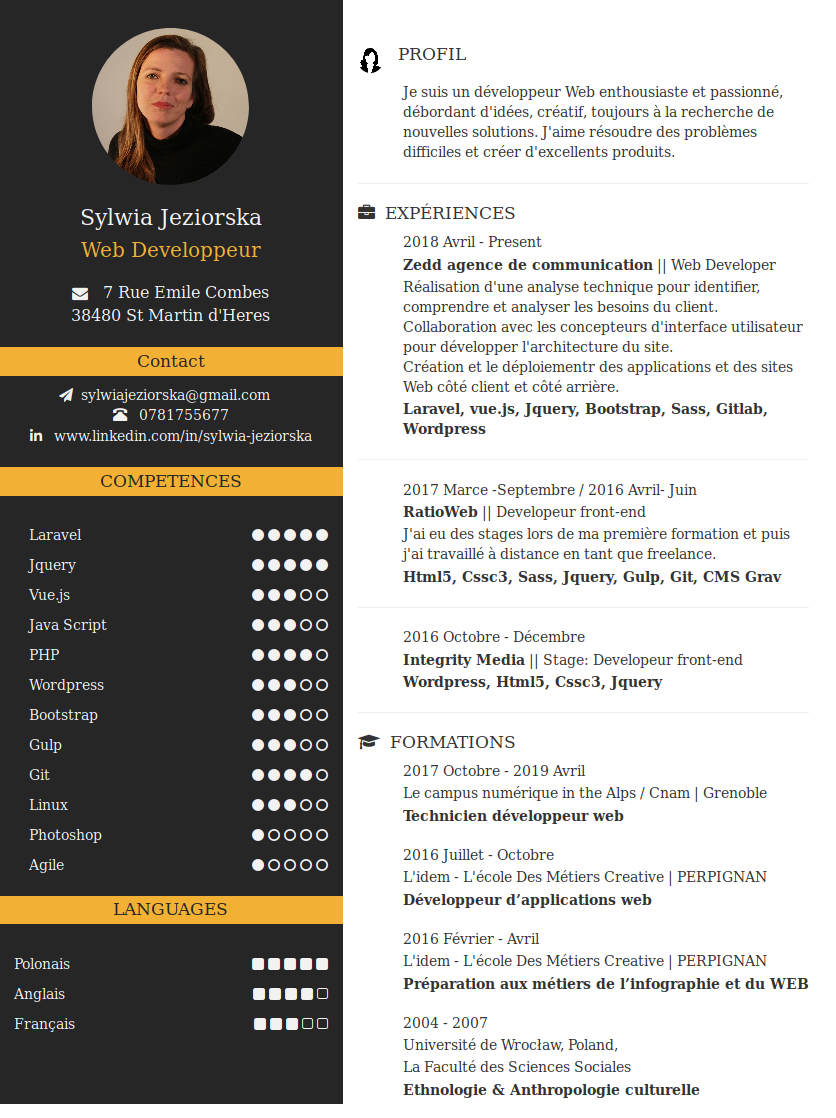 Sylwia Jeziorska
Web Developpeur
7 Rue Emile Combes
38480 St Martin d'Heres
Contact
sylwiajeziorska@gmail.com
0781755677
www.linkedin.com/in/sylwia-jeziorska
COMPETENCES
Laravel
Jquery
Vue.js
Java Script
PHP
Wordpress
Bootstrap
Gulp
Git
Linux
Photoshop
Agile
LANGUAGES
Polonais
Anglais
Français
PROFIL
Je suis un développeur Web enthousiaste et passionné,
débordant d'idées, créatif, toujours à la recherche de
nouvelles solutions. J'aime résoudre des problèmes
difficiles et créer d'excellents produits.
EXPÉRIENCES
2018 Avril - Present
Zedd agence de communication || Web Developer
Réalisation d'une analyse technique pour identifier,
comprendre et analyser les besoins du client.
Collaboration avec les concepteurs d'interface utilisateur
pour développer l'architecture du site.
Création et le déploiementr des applications et des sites
Web côté client et côté arrière.
Laravel, vue.js, Jquery, Bootstrap, Sass, Gitlab,
Wordpress
2017 Marce -Septembre / 2016 Avril- Juin
RatioWeb || Developeur front-end
J'ai eu des stages lors de ma première formation et puis
j'ai travaillé à distance en tant que freelance.
Html5, Cssc3, Sass, Jquery, Gulp, Git, CMS Grav
2016 Octobre - Décembre
Integrity Media || Stage: Developeur front-end
Wordpress, Html5, Cssc3, Jquery
FORMATIONS
2017 Octobre - 2019 Avril
Le campus numérique in the Alps / Cnam | Grenoble
Technicien développeur web
2016 Juillet - Octobre
L'idem - L'école Des Métiers Creative | PERPIGNAN
Développeur d’applications web
2016 Février - Avril
L'idem - L'école Des Métiers Creative | PERPIGNAN
Préparation aux métiers de l’infographie et du WEB
2004 - 2007
Université de Wrocław, Poland,
La Faculté des Sciences Sociales
Ethnologie & Anthropologie culturelle